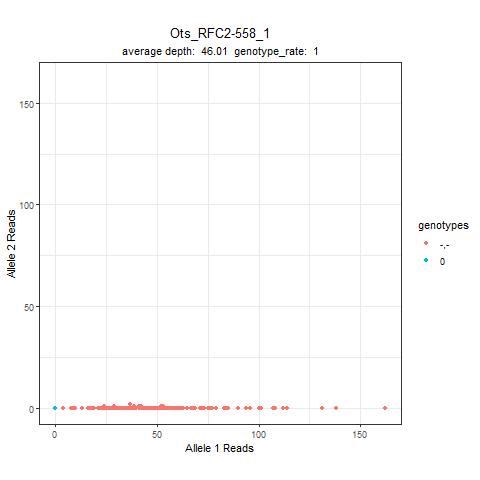 Ots_RFC2-558_1
average depth: 46.01 genotype_rate: 1
150
100
50
0
Allele 2 Reads
0 50 100 150
Allele 1 Reads
genotypes
-,-
0